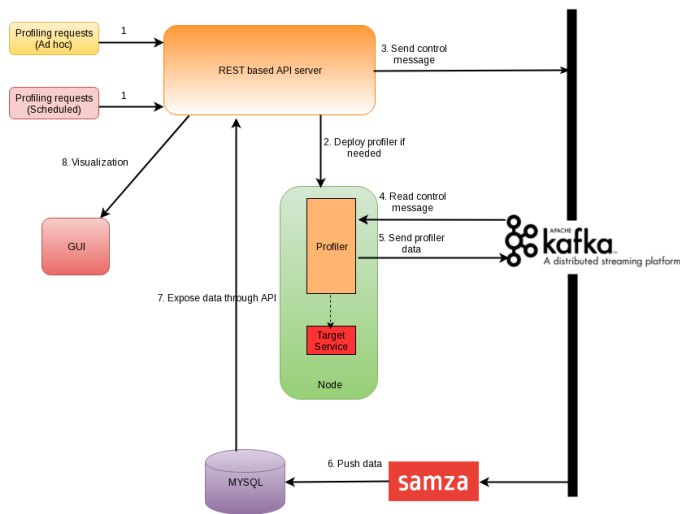 Profiling requests
(Ad hoc)
1
REST based API server
3. Send control
message
Profiling requests
(Scheduled)
1
8. Visualization
2. Deploy profiler if
needed
4. Read control
message
Profiler
GUI
5. Send profiler
data
APACHE
kafka
A distributed streaming platform
7. Expose data through API
Target
Service
Node
6. Push data
MYSQL
samza